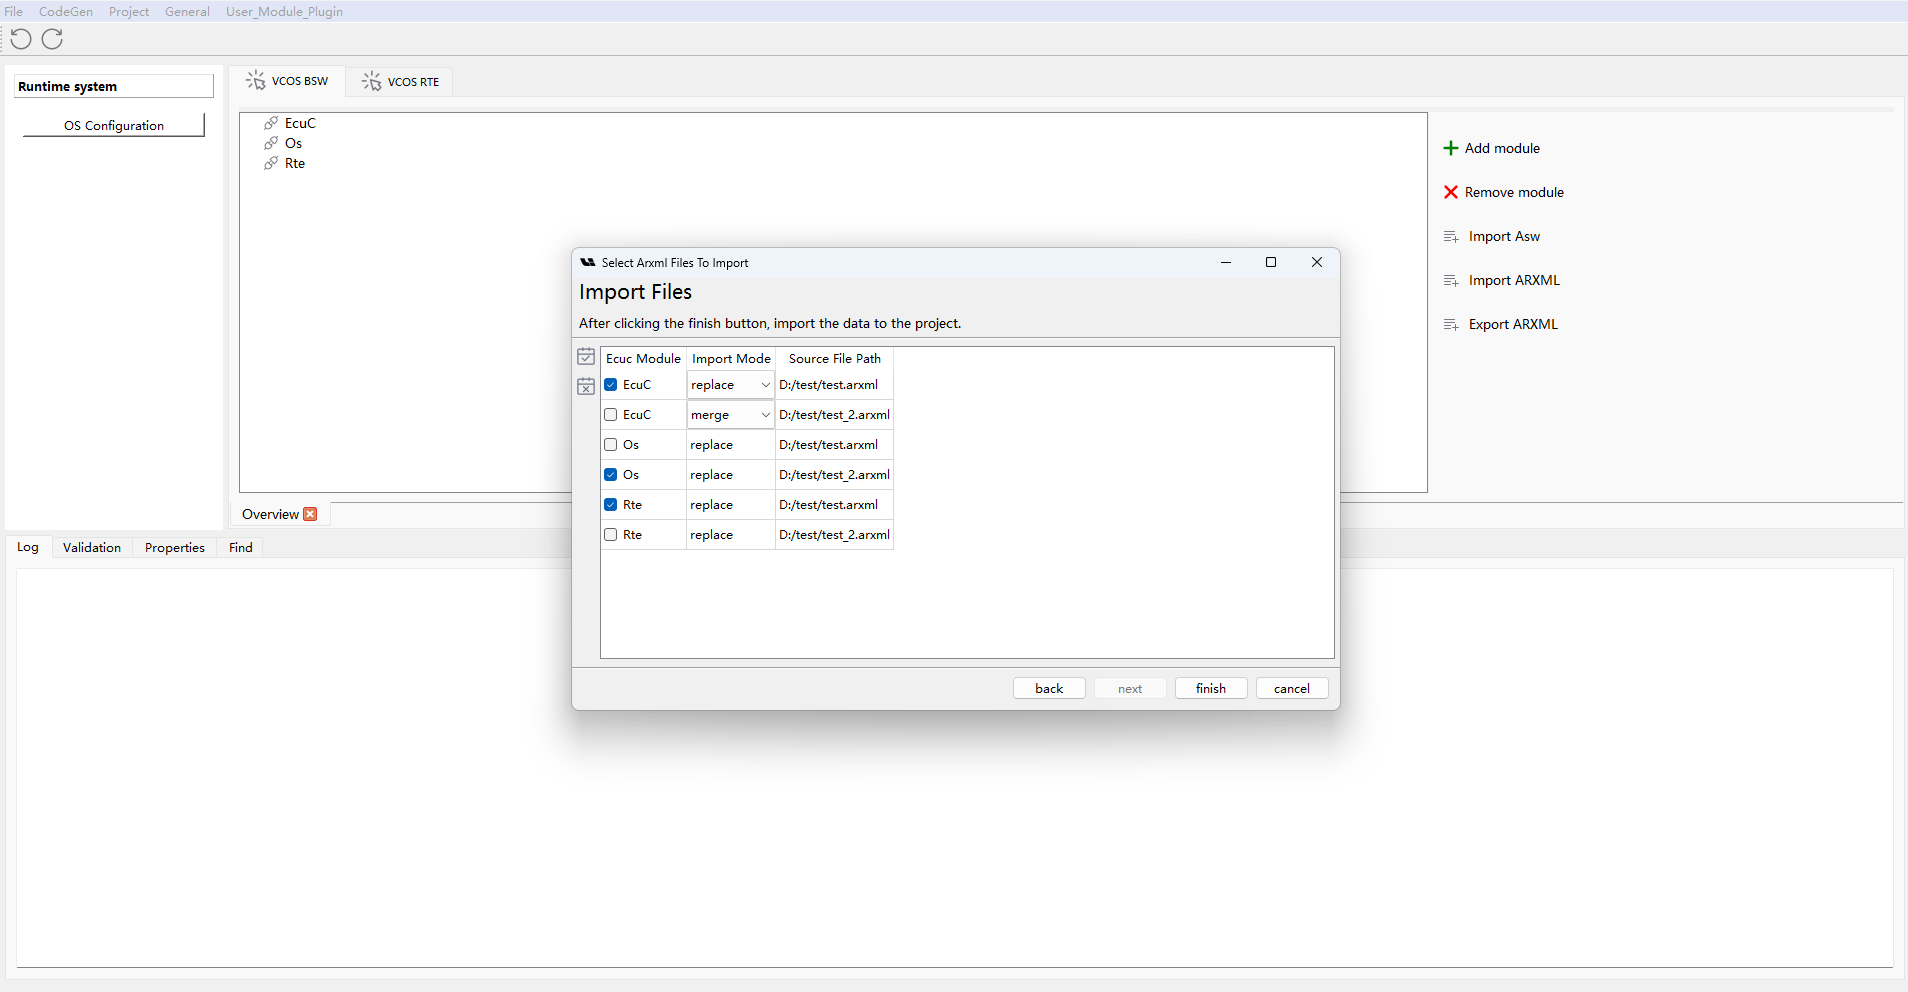 File CodeGen Project General User_Module_Plugin
Runtime system
OS Configuration
VCOS BSW VCOS RTE
EcuC
Os
Rte
Add module
Remove module
Import Asw
Import ARXML
Export ARXML
Select Arxml Files To Import
Import Files
After clicking the finish button, import the data to the project.
Ecuc Module Import Mode Source File Path
EcuC replace D:/test/test.arxml
EcuC merge D:/test/test_2.arxml
Os replace D:/test/test.arxml
Os replace D:/test/test_2.arxml
Rte replace D:/test/test.arxml
Rte replace D:/test/test_2.arxml
back next finish cancel
Overview
Log Validation Properties Find